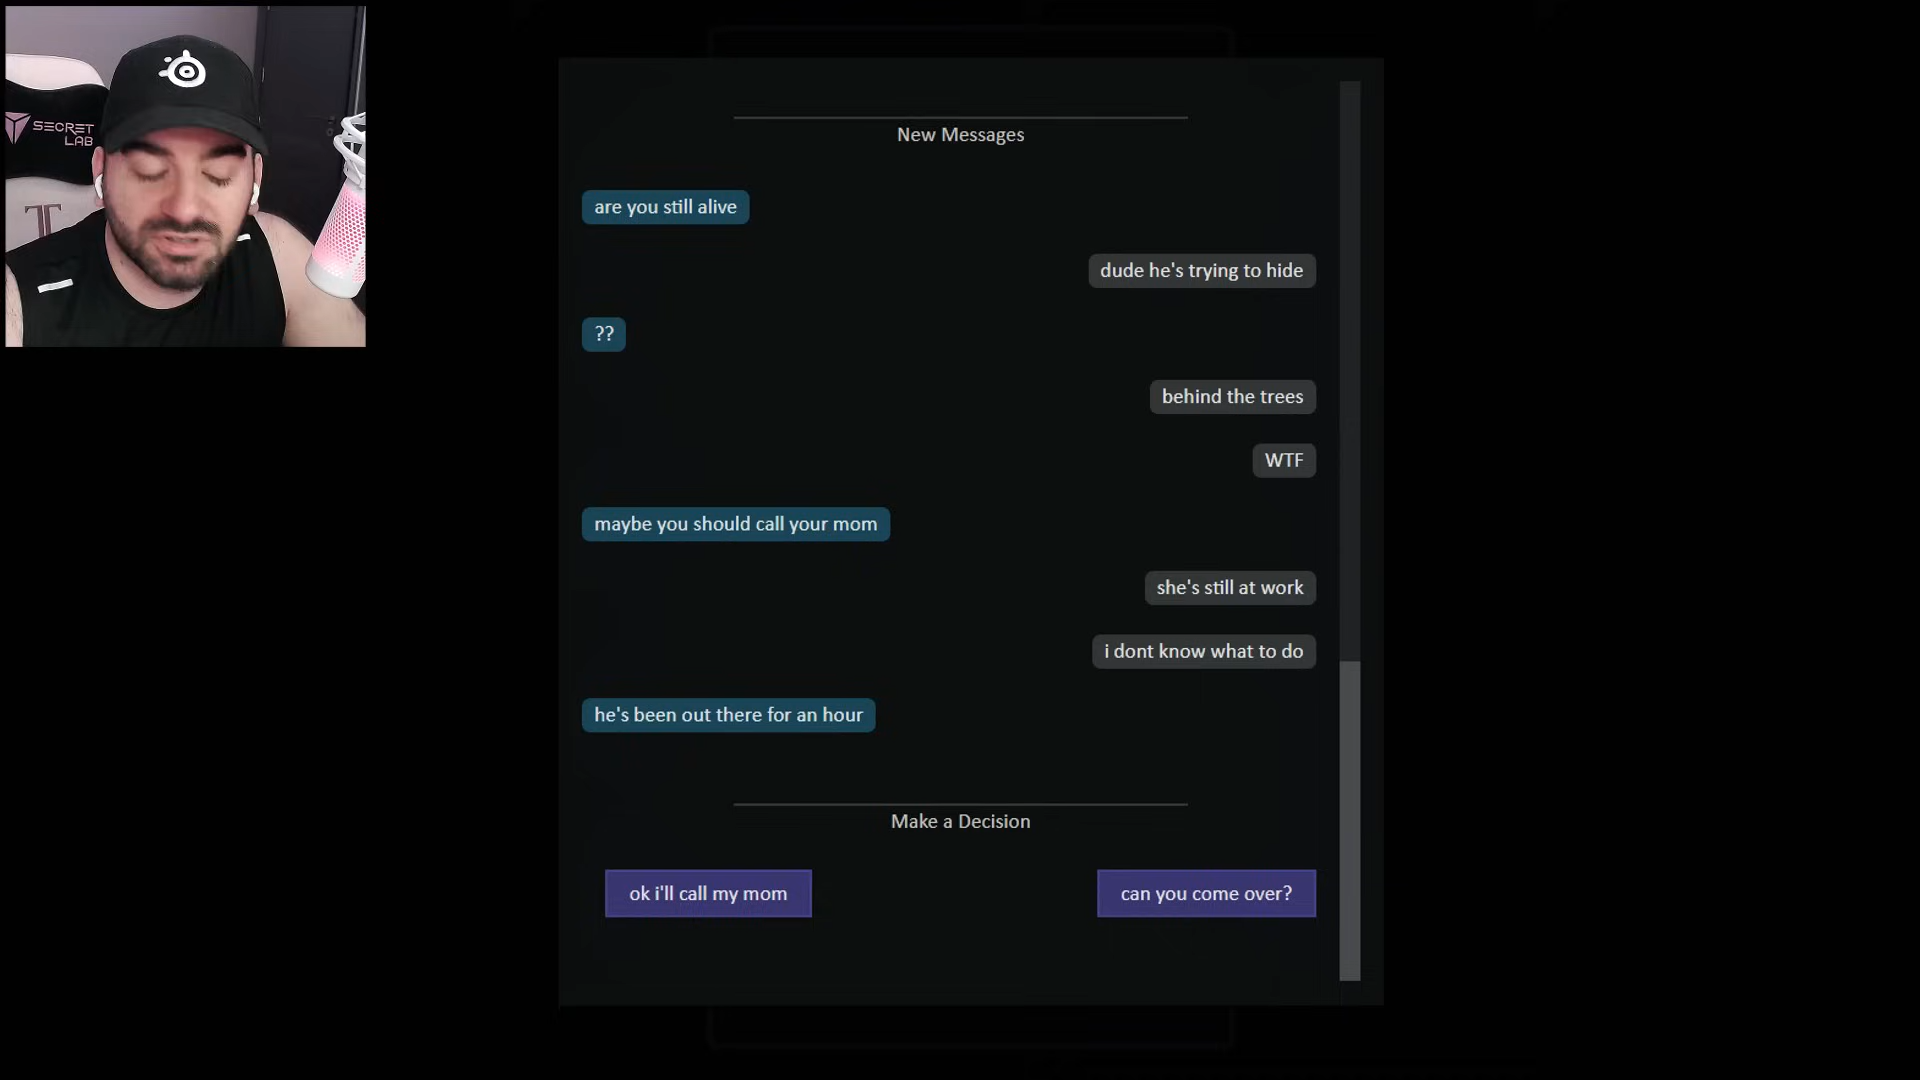 SECRET
LAB
New Messages
are you still alive
dude he's trying to hide
??
behind the trees
WTF
maybe you should call your mom
she's still at work
i dont know what to do
he's been out there for an hour
Make a Decision
ok i'll call my mom
can you come over?